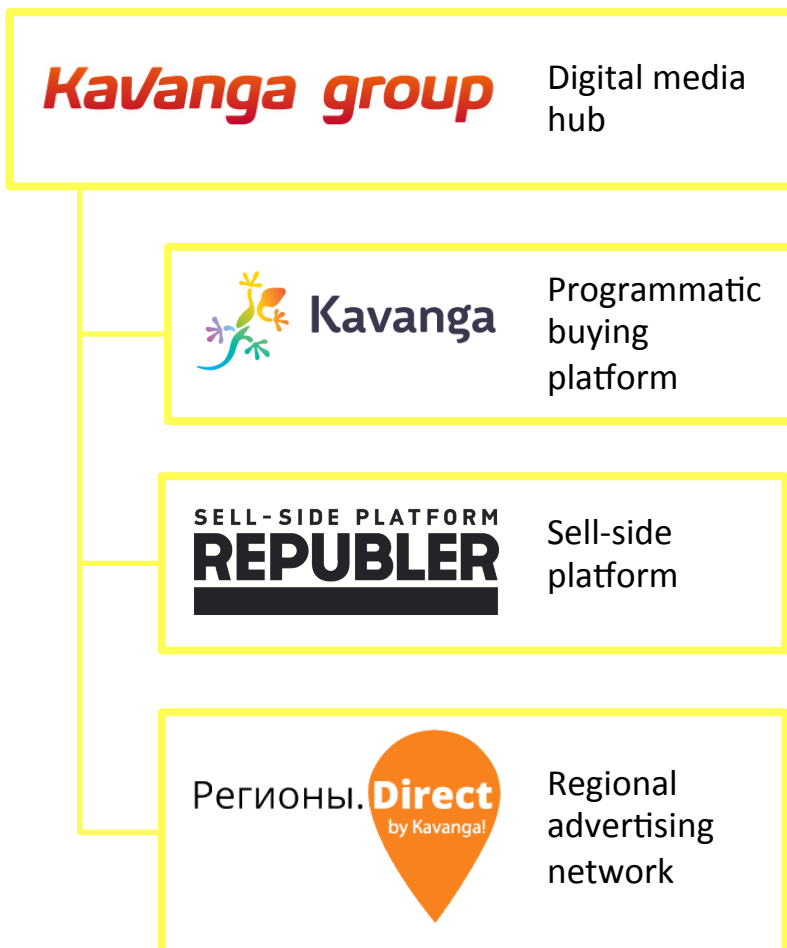 Kavanga group
Digital media
hub
Kavanga
Programmatic
buying
platform
SELL-SIDE PLATFORM
REPUBLER
Sell-side
platform
Регионы.Direct
by Kavanga!
Regional
advertising
network